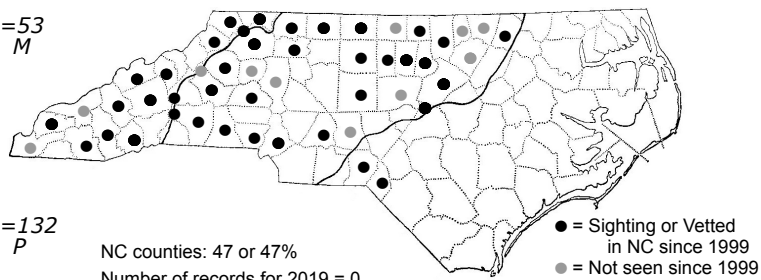 =53
M
=132
P
NC counties: 47 or 47%
Number of records for 2019 = 0
● = Sighting or Vetted
in NC since 1999
● = Not seen since 1999